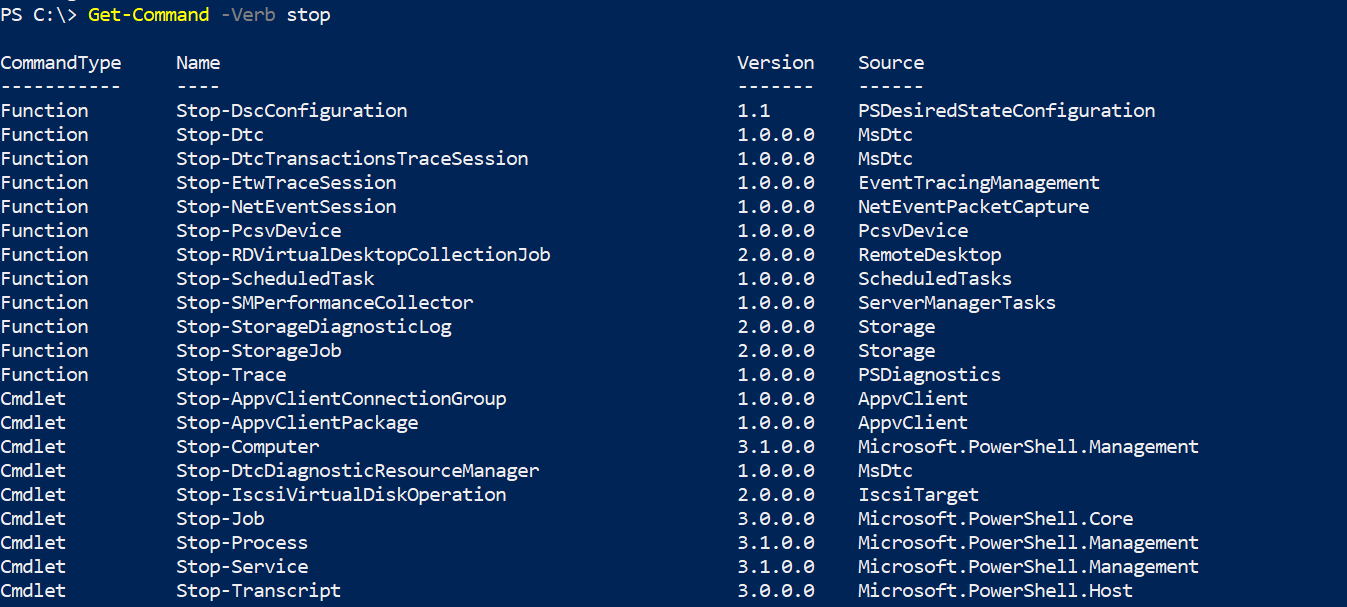 PS C:\> Get-Command -Verb stop
CommandType     Name                                               Version    Source
-----------     ----                                               -------    ------
Function        Stop-DscConfiguration                              1.1        PSDesiredStateConfiguration
Function        Stop-Dtc                                           1.0.0.0    MsDtc
Function        Stop-DtcTransactionsTraceSession                   1.0.0.0    MsDtc
Function        Stop-EtwTraceSession                               1.0.0.0    EventTracingManagement
Function        Stop-NetEventSession                               1.0.0.0    NetEventPacketCapture
Function        Stop-PcsvDevice                                    1.0.0.0    PcsvDevice
Function        Stop-RDVirtualDesktopCollectionJob                 2.0.0.0    RemoteDesktop
Function        Stop-ScheduledTask                                 1.0.0.0    ScheduledTasks
Function        Stop-SMPerformanceCollector                        1.0.0.0    ServerManagerTasks
Function        Stop-StorageDiagnosticLog                          2.0.0.0    Storage
Function        Stop-StorageJob                                    2.0.0.0    Storage
Function        Stop-Trace                                         1.0.0.0    PSDiagnostics
Cmdlet          Stop-AppvClientConnectionGroup                     1.0.0.0    AppvClient
Cmdlet          Stop-AppvClientPackage                             1.0.0.0    AppvClient
Cmdlet          Stop-Computer                                      3.1.0.0    Microsoft.PowerShell.Management
Cmdlet          Stop-DtcDiagnosticResourceManager                  1.0.0.0    MsDtc
Cmdlet          Stop-IscsiVirtualDiskOperation                     2.0.0.0    IscsiTarget
Cmdlet          Stop-Job                                           3.0.0.0    Microsoft.PowerShell.Core
Cmdlet          Stop-Process                                       3.1.0.0    Microsoft.PowerShell.Management
Cmdlet          Stop-Service                                       3.1.0.0    Microsoft.PowerShell.Management
Cmdlet          Stop-Transcript                                    3.0.0.0    Microsoft.PowerShell.Host